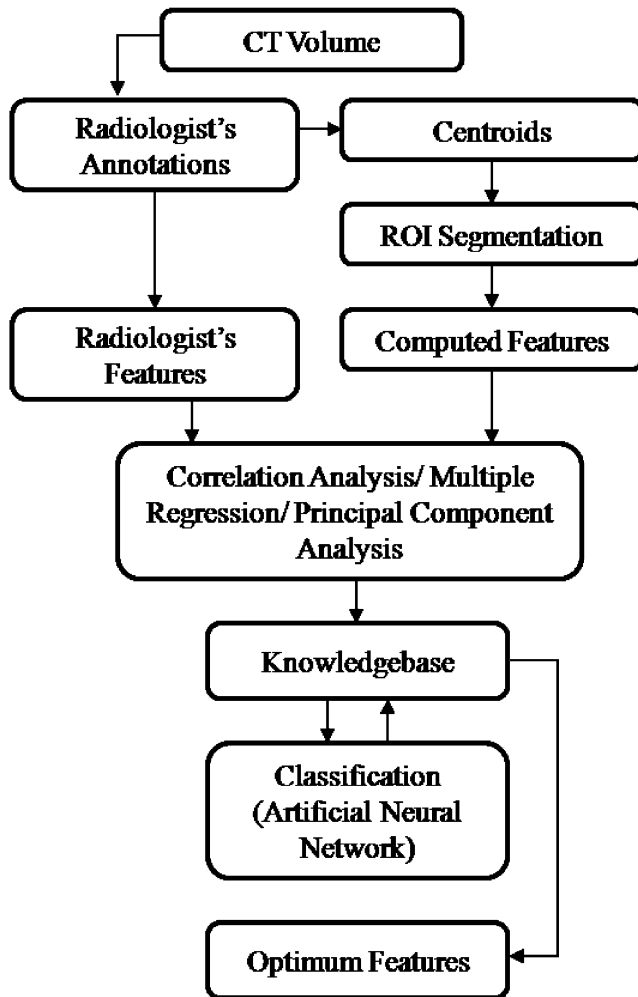 CT Volume
Radiologist's
Annotations
Centroids
ROI Segmentation
Radiologist's
Features
Computed Features
Correlation Analysis/ Multiple
Regression/ Principal Component
Analysis
Knowledgebase
Classification
(Artificial Neural
Network)
Optimum Features